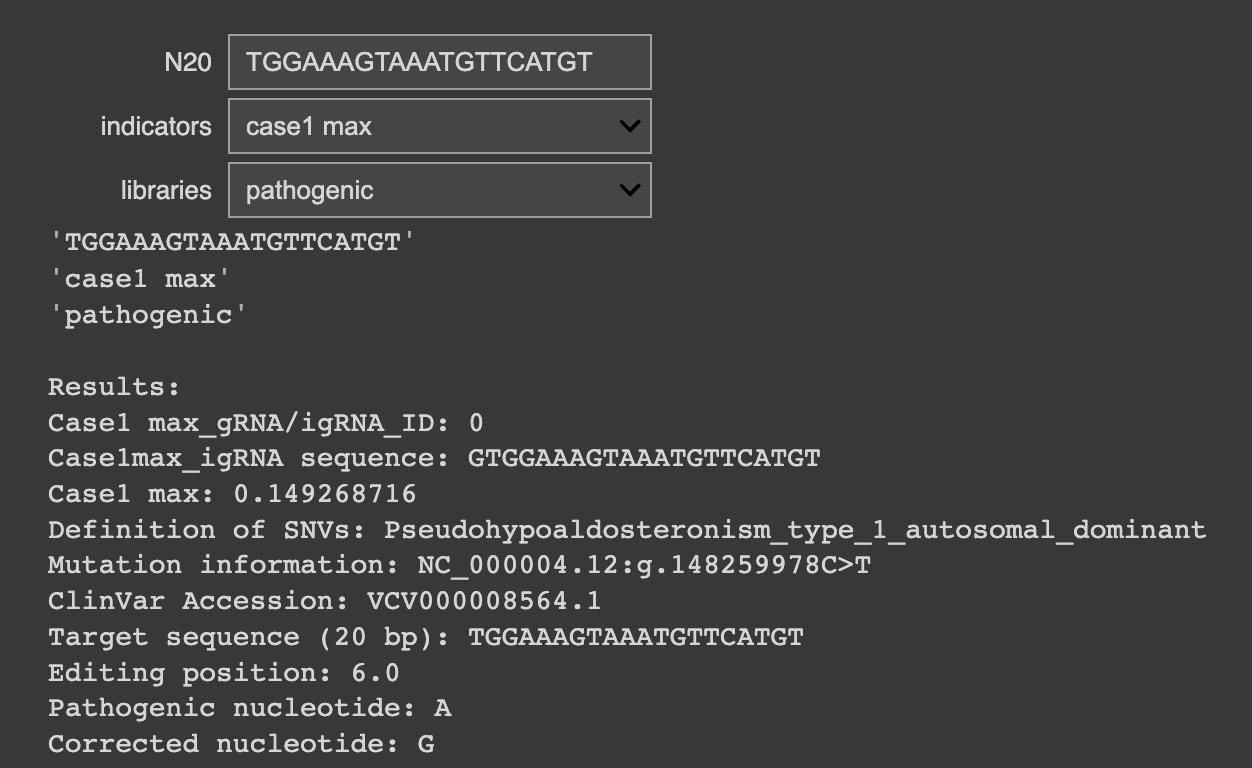 N20 TGGAAAGTAAATGTTCATGT
indicators case1 max
libraries pathogenic
'TGGAAAGTAAATGTTCATGT'
'case1 max'
'pathogenic'
Results:
Case1 max_gRNA/igRNA_ID: 0
Case1max_igRNA sequence: GTGGAAAGTAAATGTTCATGT
Case1 max: 0.149268716
Definition of SNVs: Pseudohypoaldosteronism_type_1_autosomal_dominant
Mutation information: NC_000004.12:g.148259978C>T
ClinVar Accession: VCV000008564.1
Target sequence (20 bp): TGGAAAGTAAATGTTCATGT
Editing position: 6.0
Pathogenic nucleotide: A
Corrected nucleotide: G